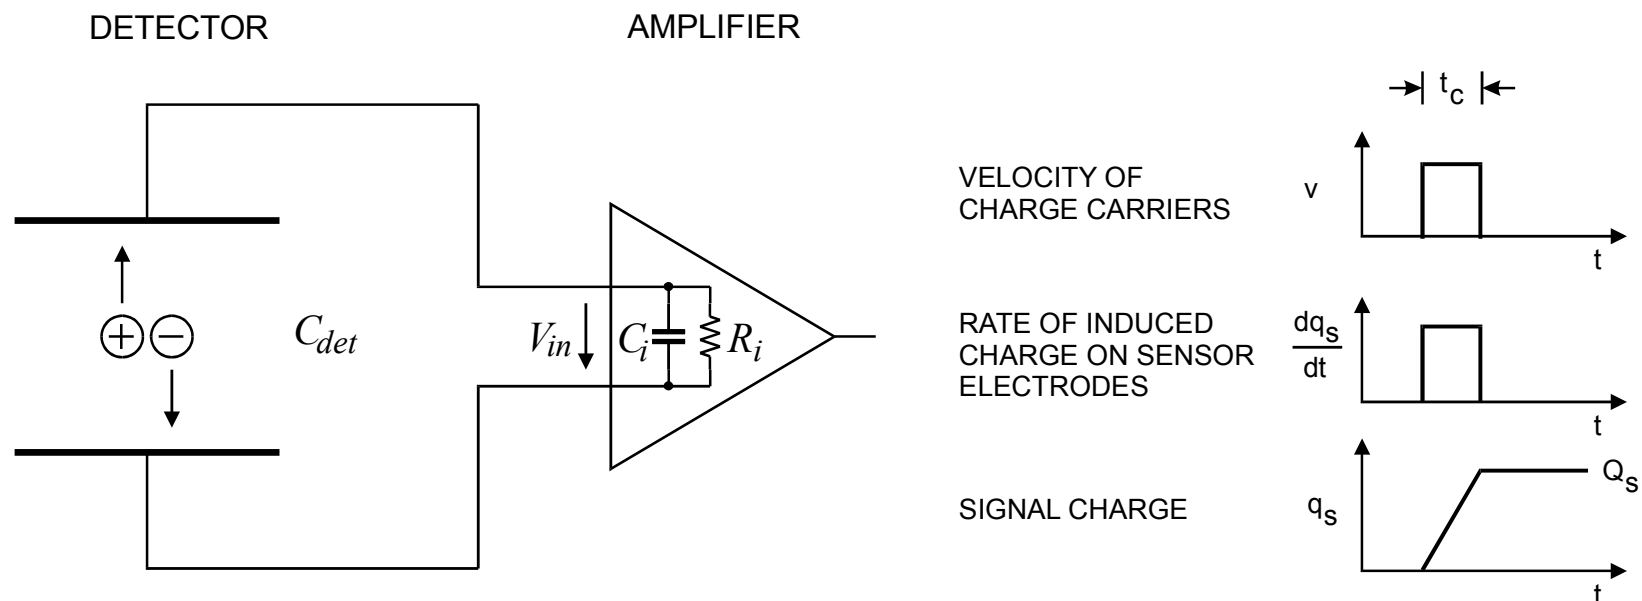 DETECTOR
AMPLIFIER
+
−
C_det
V_in
C_i
R_i
t_c
VELOCITY OF
CHARGE CARRIERS
v
t
RATE OF INDUCED
CHARGE ON SENSOR
ELECTRODES
dq_s
dt
t
SIGNAL CHARGE
q_s
Q_s
t